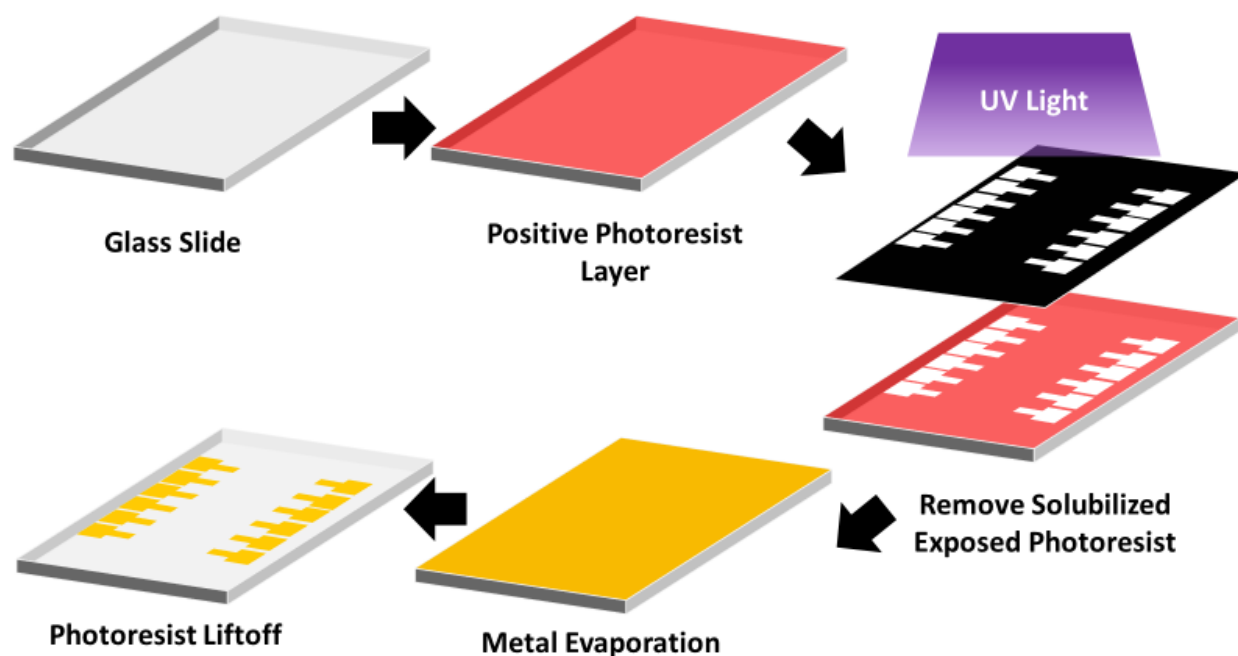 Glass Slide
Positive Photoresist
Layer
UV Light
Remove Solubilized
Exposed Photoresist
Metal Evaporation
Photoresist Liftoff